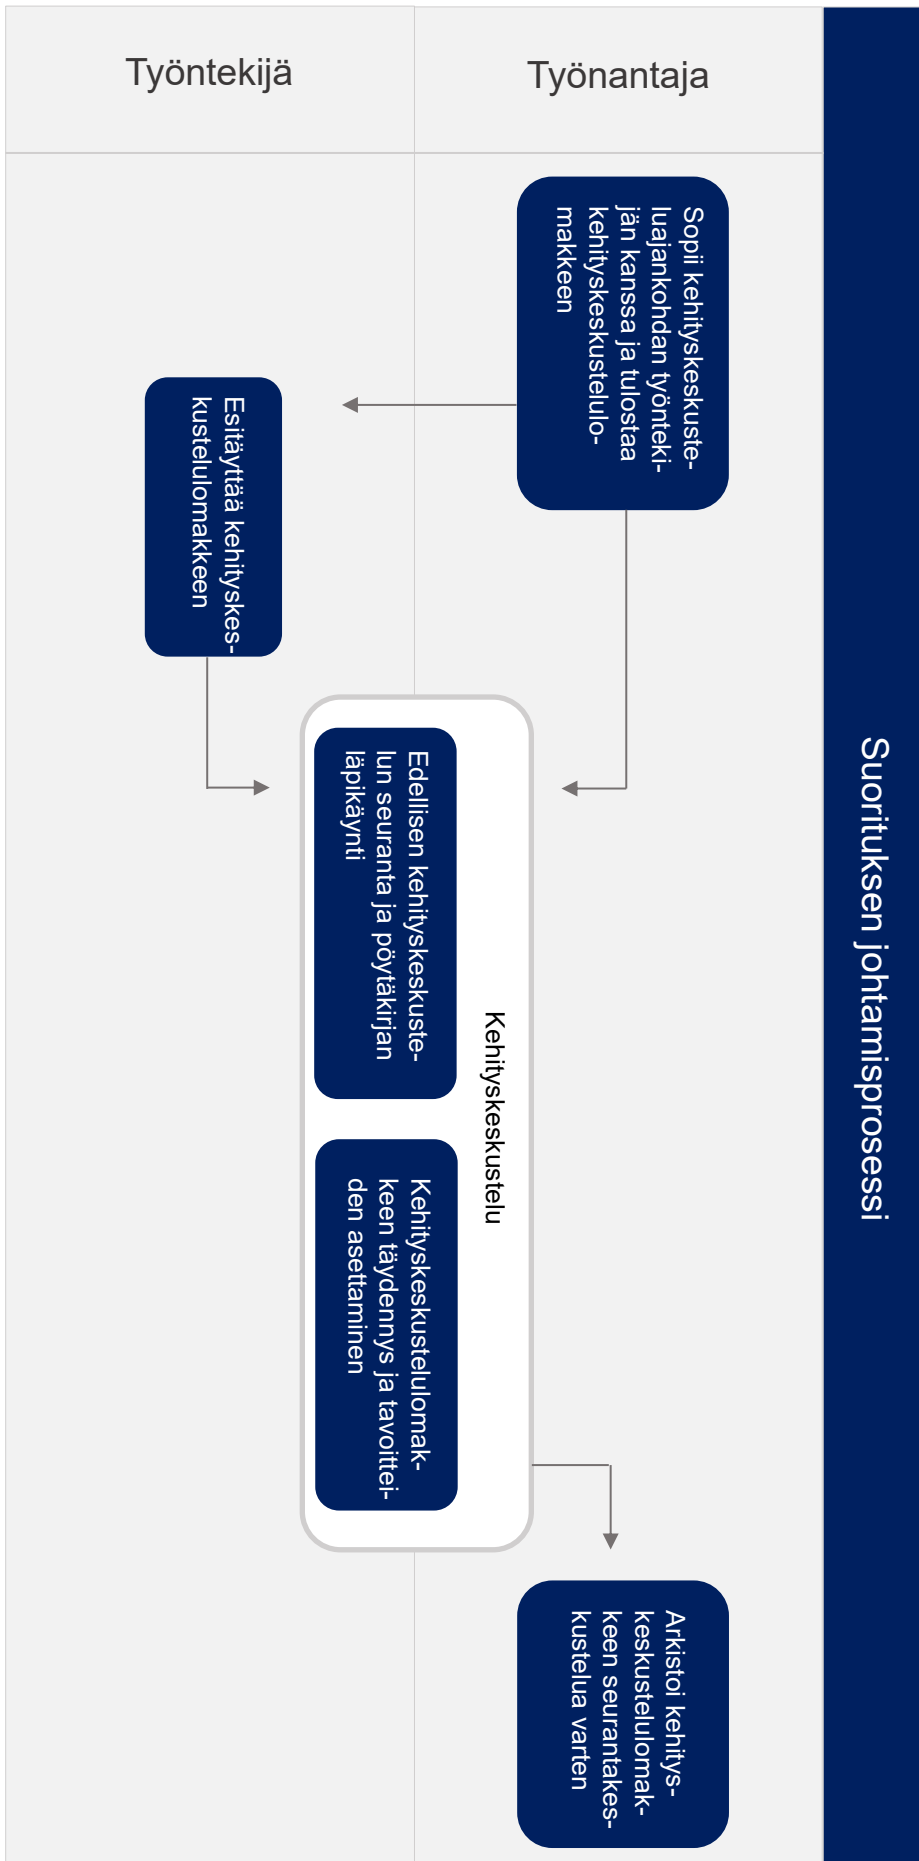 Suorituksen johtamisprosessi
Työnantaja
Työntekijä
Sopii kehityskeskuste-
luajankohdan työnteki-
jän kanssa ja tulostaa
kehityskeskustelulo-
makkeen
Esitäyttää kehityskes-
kustelulomakkeen
Kehityskeskustelu
Edellisen kehityskeskuste-
lun seuranta ja pöytäkirjan
läpikäynti
Kehityskeskustelulomak-
keen täydennys ja tavoittei-
den asettaminen
Arkistoi kehitys-
keskustelulomak-
keen seurantakes-
kustelua varten